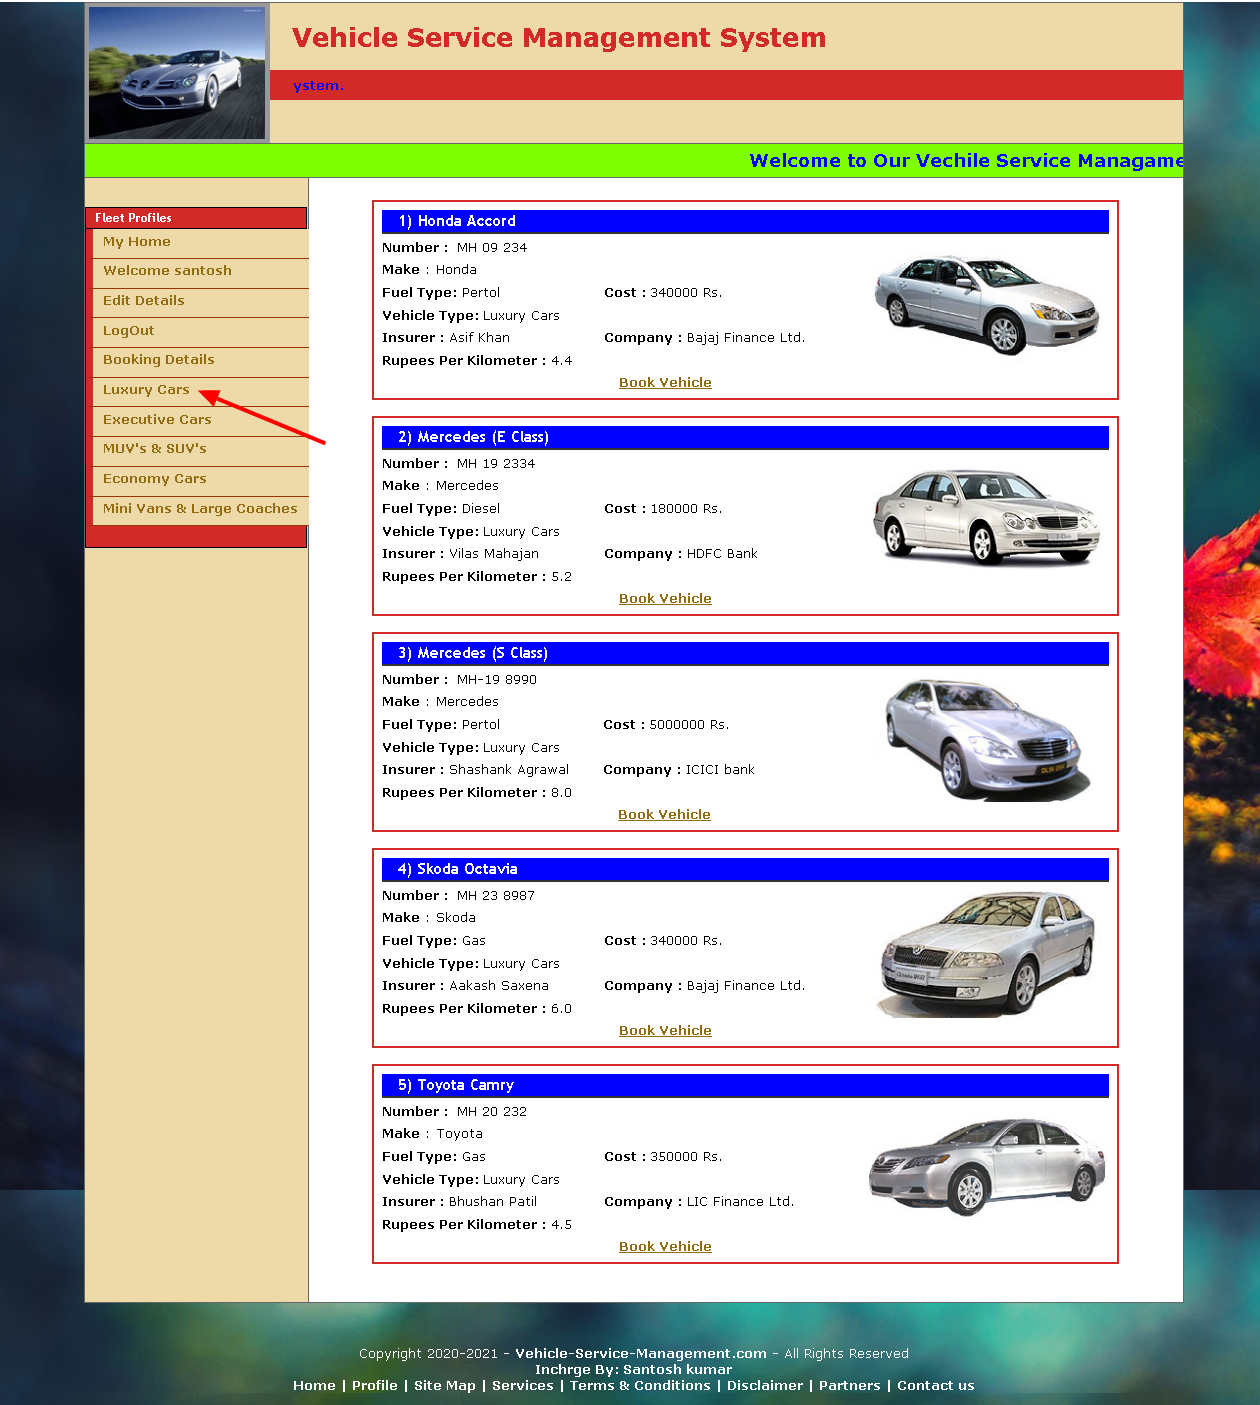 Vehicle Service Management System
ystem.
Welcome to Our Vechile Service Managame
Fleet Profiles
My Home
Welcome santosh
Edit Details
LogOut
Booking Details
Luxury Cars
Executive Cars
MUV's & SUV's
Economy Cars
Mini Vans & Large Coaches
1) Honda Accord
Number : MH 09 234
Make : Honda
Fuel Type: Pertol Cost : 340000 Rs.
Vehicle Type: Luxury Cars
Insurer : Asif Khan Company : Bajaj Finance Ltd.
Rupees Per Kilometer : 4.4
Book Vehicle
2) Mercedes (E Class)
Number : MH 19 2334
Make : Mercedes
Fuel Type: Diesel Cost : 180000 Rs.
Vehicle Type: Luxury Cars
Insurer : Vilas Mahajan Company : HDFC Bank
Rupees Per Kilometer : 5.2
Book Vehicle
3) Mercedes (S Class)
Number : MH-19 8990
Make : Mercedes
Fuel Type: Pertol Cost : 5000000 Rs.
Vehicle Type: Luxury Cars
Insurer : Shashank Agrawal Company : ICICI bank
Rupees Per Kilometer : 8.0
Book Vehicle
4) Skoda Octavia
Number : MH 23 8987
Make : Skoda
Fuel Type: Gas Cost : 340000 Rs.
Vehicle Type: Luxury Cars
Insurer : Aakash Saxena Company : Bajaj Finance Ltd.
Rupees Per Kilometer : 6.0
Book Vehicle
5) Toyota Camry
Number : MH 20 232
Make : Toyota
Fuel Type: Gas Cost : 350000 Rs.
Vehicle Type: Luxury Cars
Insurer : Bhushan Patil Company : LIC Finance Ltd.
Rupees Per Kilometer : 4.5
Book Vehicle
Copyright 2020-2021 - Vehicle-Service-Management.com - All Rights Reserved
Inchrge By: Santosh kumar
Home | Profile | Site Map | Services | Terms & Conditions | Disclaimer | Partners | Contact us